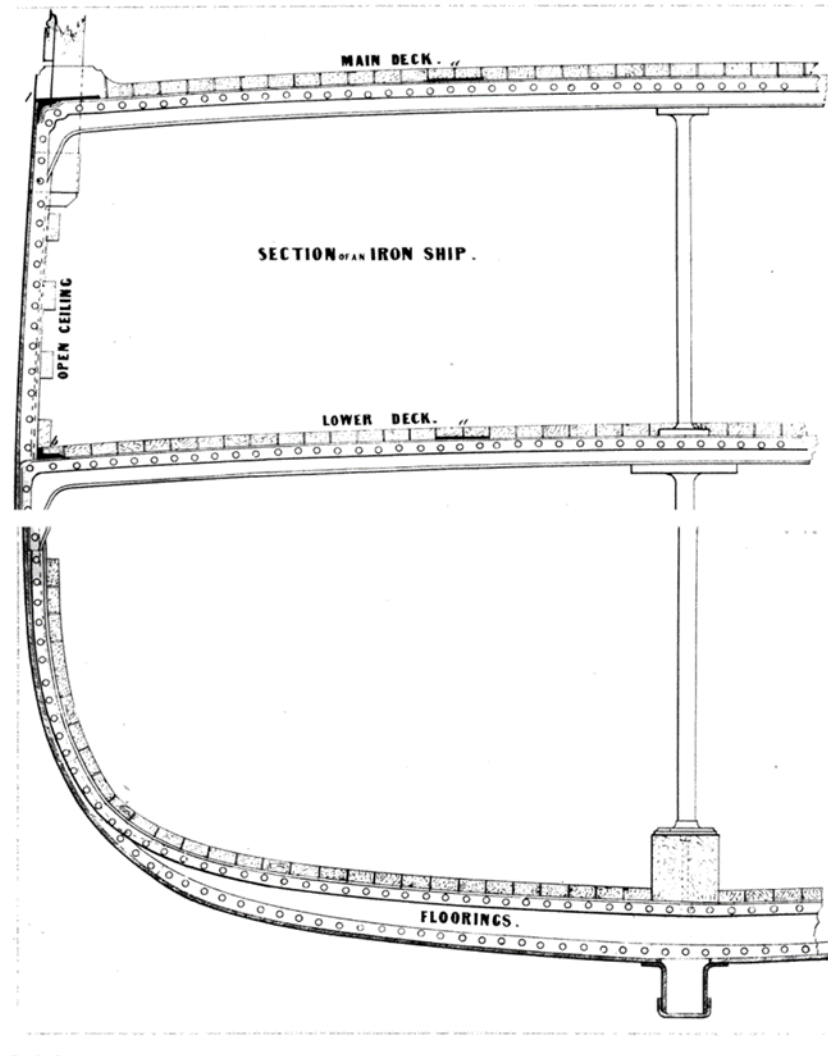 MAIN DECK. a
SECTION OF AN IRON SHIP.
OPEN CEILING
LOWER DECK. a
b
FLOORINGS.